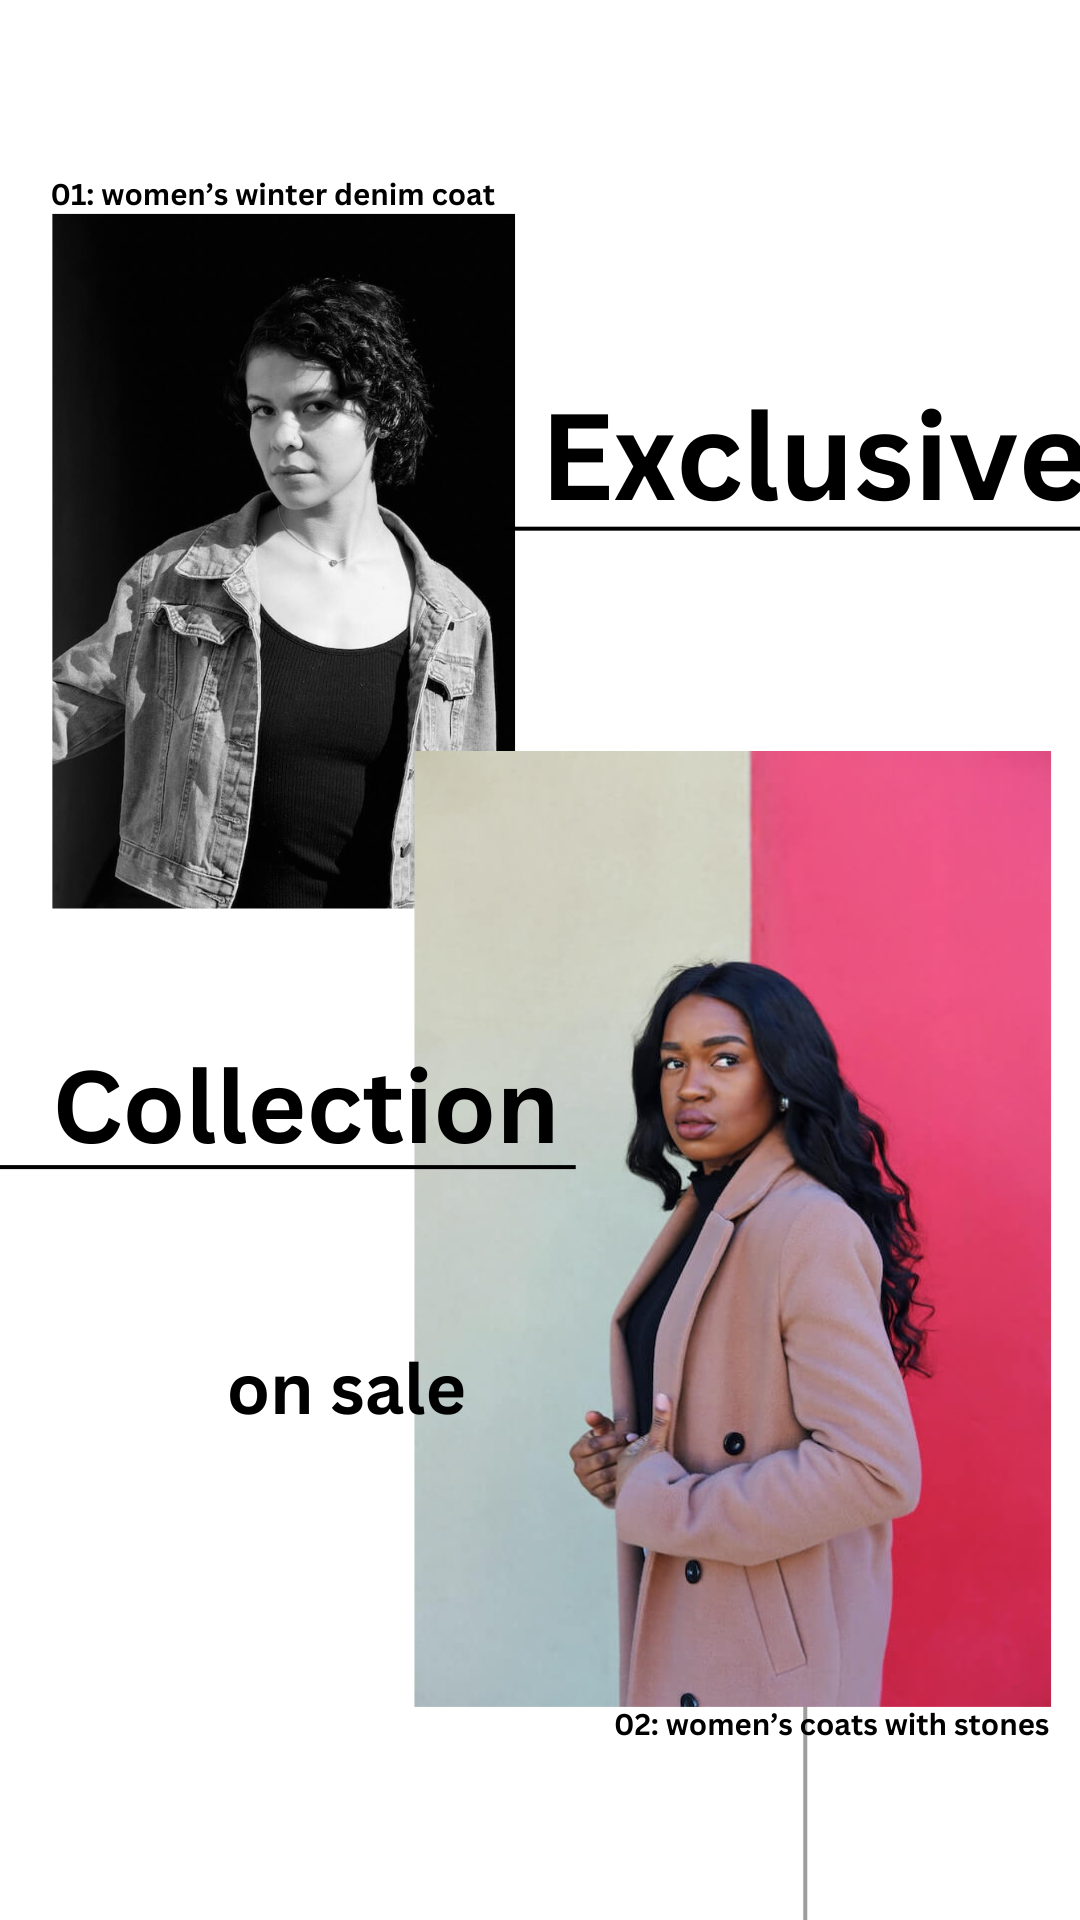 01: women’s winter denim coat
Exclusive
Collection
on sale
02: women’s coats with stones